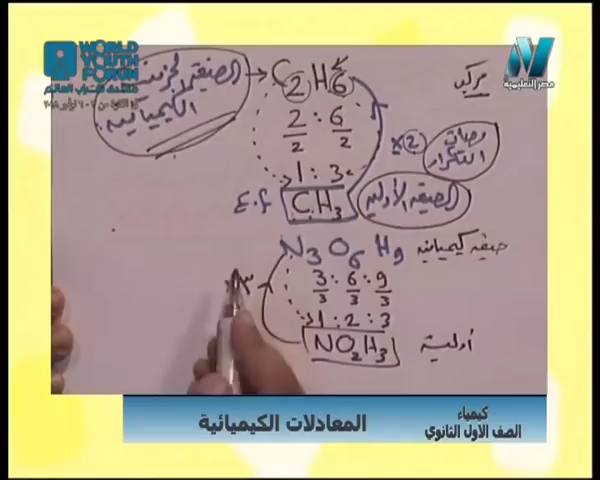 WORLD
YOUTH
FORUM
منتدى شباب العالم
مصر التعليمية
مركب
الصيغة الجزيئية
الكيميائية
C2H6
2 : 6
2 2
1 : 3
x2
وحدات
التكرار
E.F
CH3
الصيغة الأولية
N3O6H9
صيغة كيميائية
3 : 6 : 9
3 3 3
1 : 2 : 3
x٣
NO2H3
أولية
كيمياء
الصف الأول الثانوي
المعادلات الكيميائية